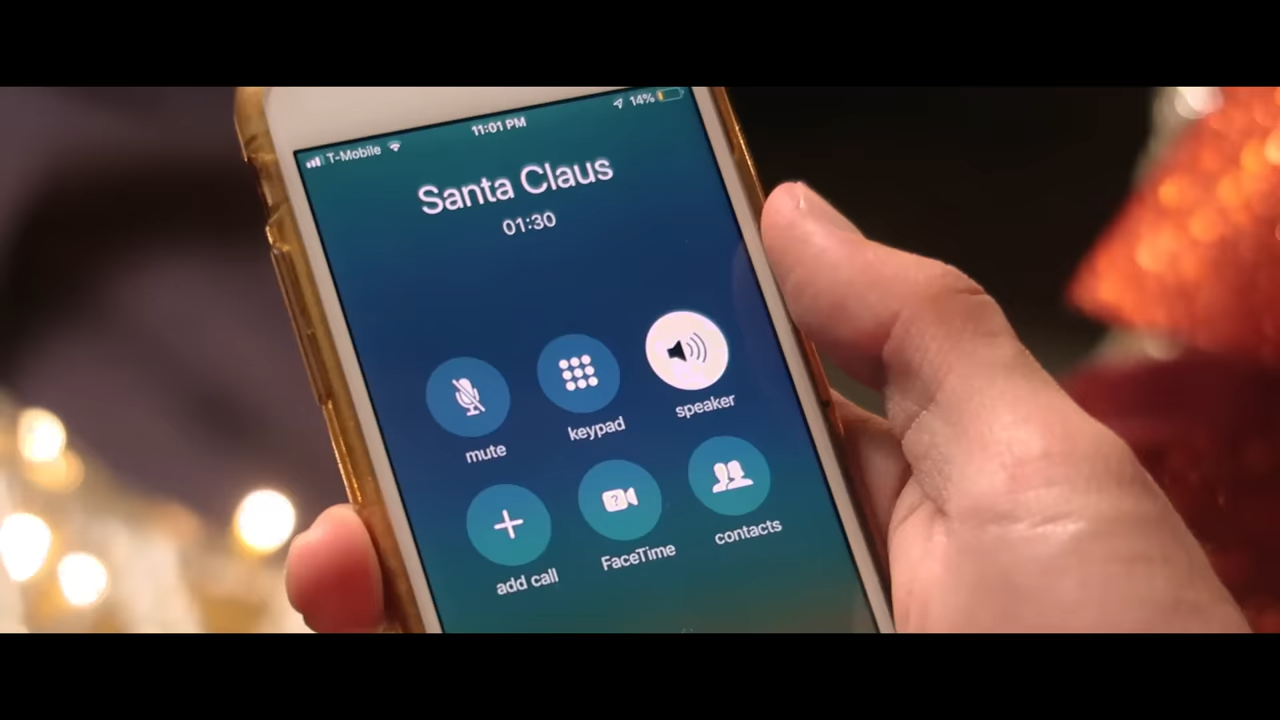 T-Mobile 11:01 PM 14%
Santa Claus
01:30
mute keypad speaker
add call FaceTime contacts